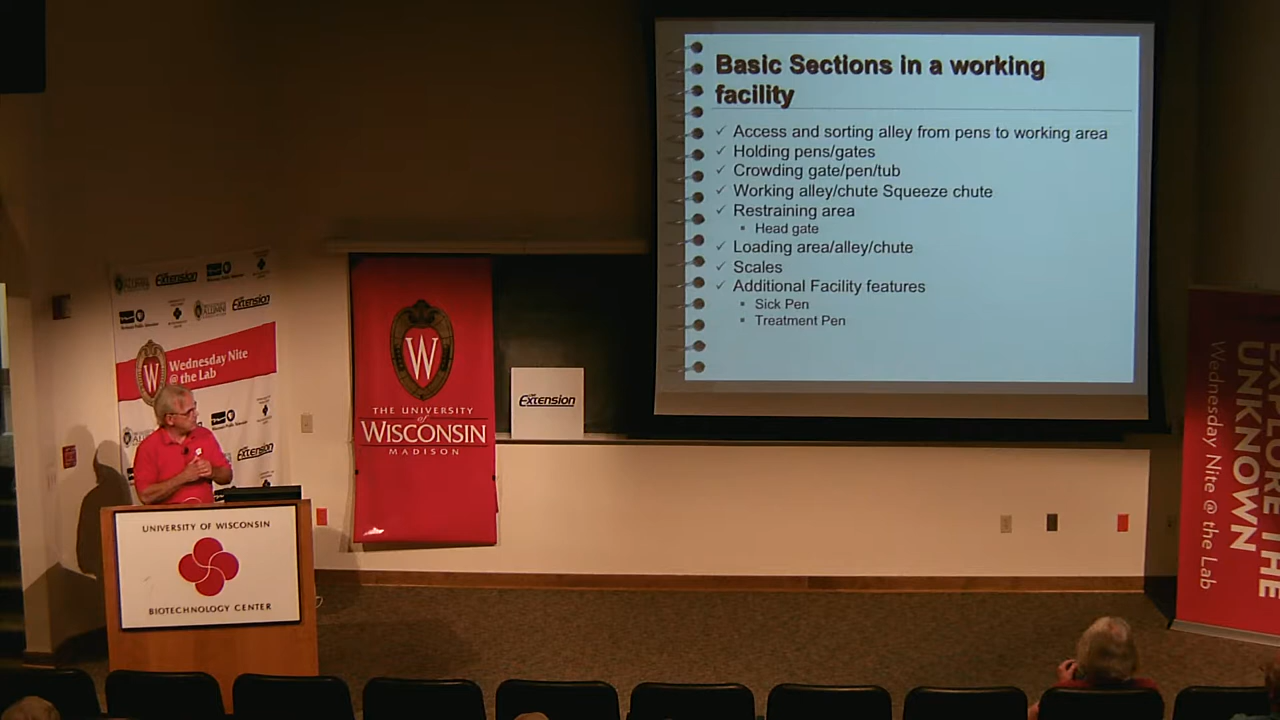 Basic Sections in a working
facility
Access and sorting alley from pens to working area
Holding pens/gates
Crowding gate/pen/tub
Working alley/chute Squeeze chute
Restraining area
Head gate
Loading area/alley/chute
Scales
Additional Facility features
Sick Pen
Treatment Pen
Extension
Extension
Wednesday Nite
@ the Lab
Extension
W
W
THE UNIVERSITY
of
WISCONSIN
MADISON
Extension
UNIVERSITY OF WISCONSIN
BIOTECHNOLOGY CENTER
EXPLORE THE
UNKNOWN
Wednesday Nite @ the Lab